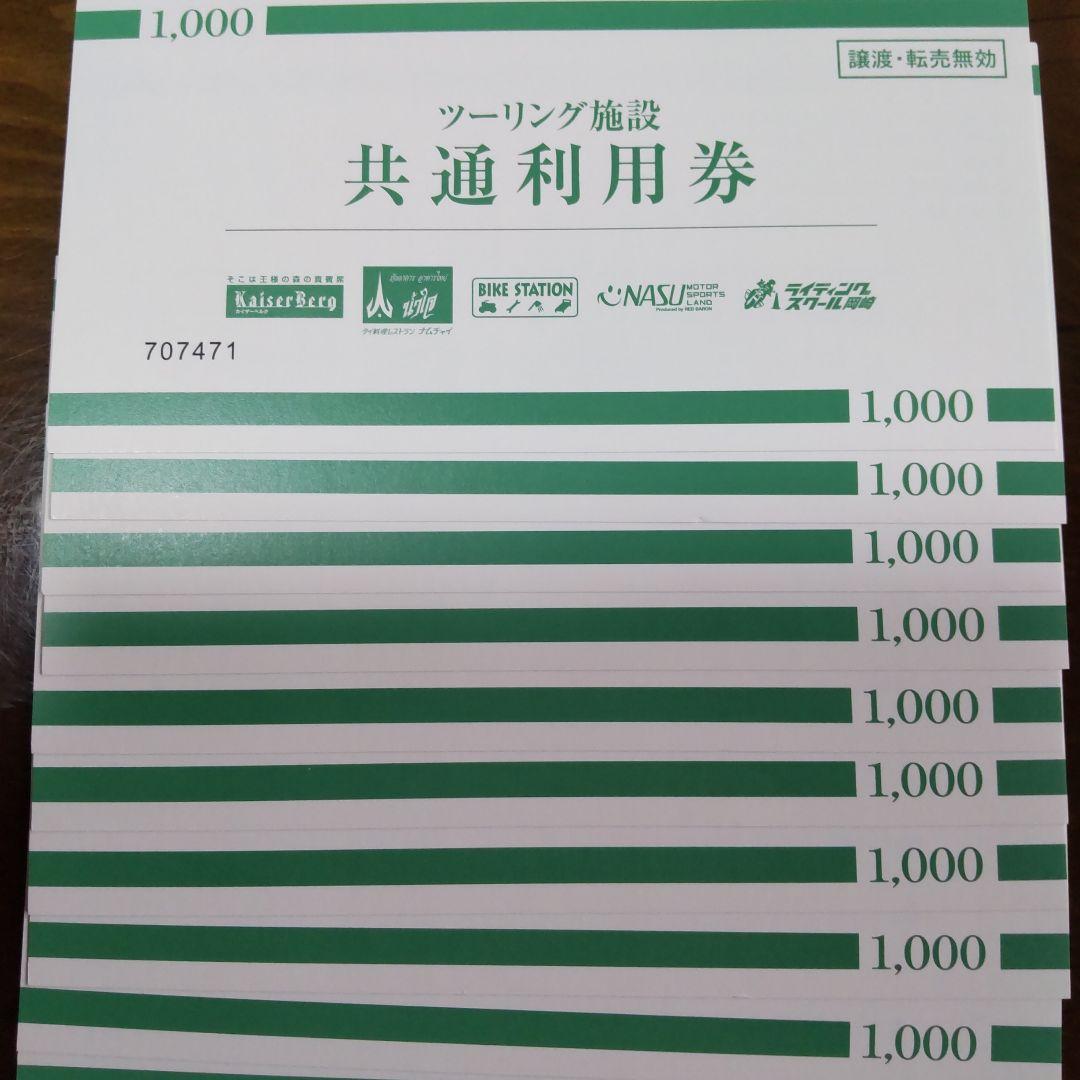 1,000
譲渡・転売無効
ツーリング施設
共通利用券
そこは王様の森の貴賓席
KaiserBerg
カイザーベルク
タイ料理レストラン ナムチャイ
BIKE STATION
NASU MOTOR SPORTS LAND
Produced by RED BARON
ライディングスクール岡崎
707471
1,000
1,000
1,000
1,000
1,000
1,000
1,000
1,000
1,000